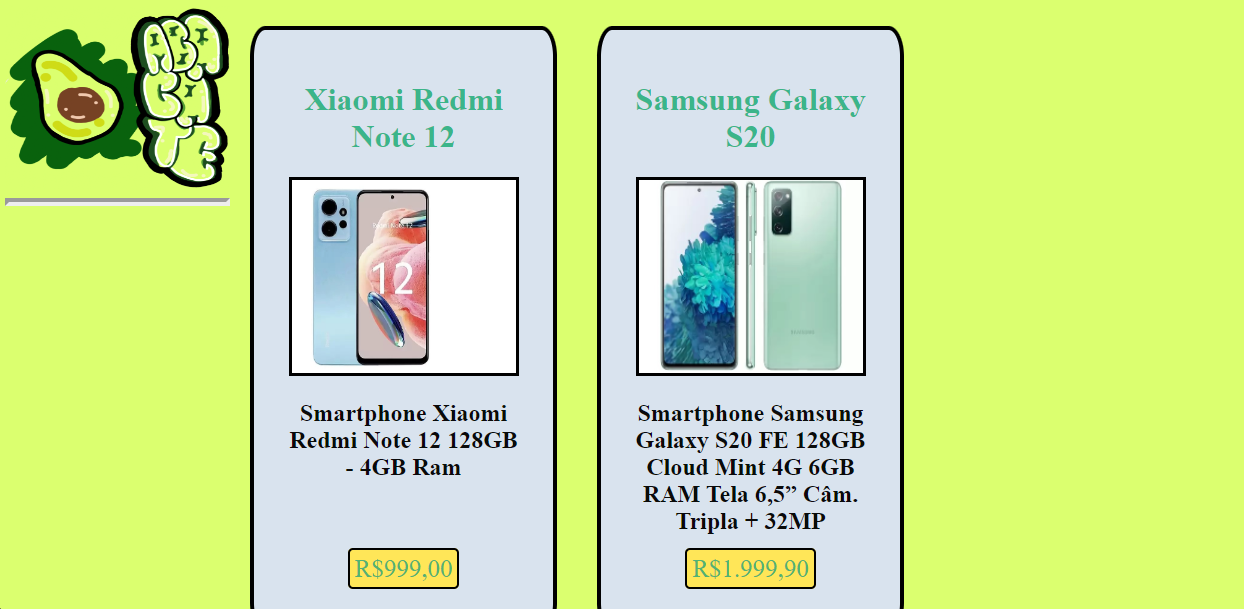 Xiaomi Redmi
Note 12
Samsung Galaxy
S20
12
SAMSUNG
Smartphone Xiaomi
Redmi Note 12 128GB
- 4GB Ram
Smartphone Samsung
Galaxy S20 FE 128GB
Cloud Mint 4G 6GB
RAM Tela 6,5” Câm.
Tripla + 32MP
R$999,00
R$1.999,90